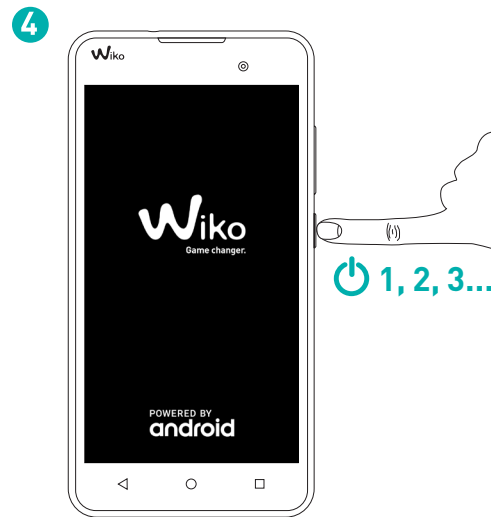 4
Wiko
Wiko
Game changer.
1, 2, 3...
POWERED BY
android